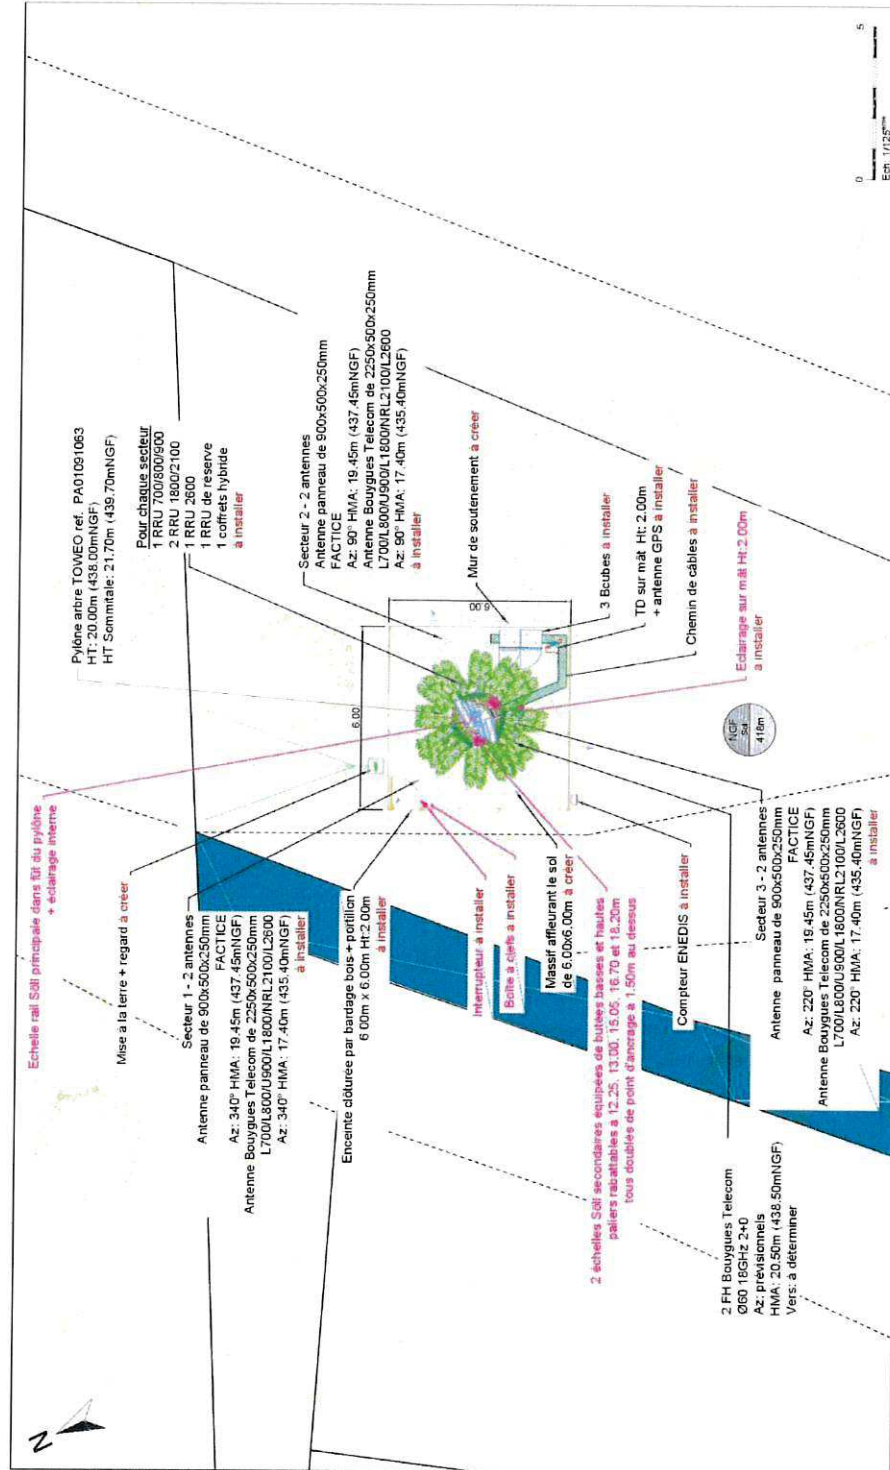 Echelle rail Söll principale dans fût du pylône
+ éclairage interne
Mise à la terre + regard à créer
Secteur 1 - 2 antennes
Antenne panneau de 900x500x250mm
FACTICE
Az: 340° HMA: 19.45m (437.45mNGF)
Antenne Bouygues Telecom de 2250x500x250mm
L700/L800/U900/L1800/NRL2100/L2600
Az: 340° HMA: 17.40m (435.40mNGF)
à installer
Enceinte clôturée par bardage bois + portillon
6.00m x 6.00m Ht:2.00m
à installer
Interrupteur à installer
Boite à clefs à installer
Massif affleurant le sol
de 6.00x6.00m à créer
2 échelles Söll secondaires équipées de butées basses et hautes
paliers rabattables à 12.25, 13.00, 15.05, 16.70 et 18.20m
tous doublés de point d'ancrage à 1.50m au dessus
Compteur ENEDIS à installer
2 FH Bouygues Telecom
Ø60 18GHz 2+0
Az: prévisionnels
HMA: 20.50m (438.50mNGF)
Vers: à déterminer
Secteur 3 - 2 antennes
Antenne panneau de 900x500x250mm
FACTICE
Az: 220° HMA: 19.45m (437.45mNGF)
Antenne Bouygues Telecom de 2250x500x250mm
L700/L800/U900/L1800/NRL2100/L2600
Az: 220° HMA: 17.40m (435.40mNGF)
à installer
Pylône arbre TOWEO ref. PA01091063
HT: 20.00m (438.00mNGF)
HT Sommitale: 21.70m (439.70mNGF)
Pour chaque secteur
1 RRU 700/800/900
2 RRU 1800/2100
1 RRU 2600
1 RRU de reserve
1 coffrets hybride
à installer
Secteur 2 - 2 antennes
Antenne panneau de 900x500x250mm
FACTICE
Az: 90° HMA: 19.45m (437.45mNGF)
Antenne Bouygues Telecom de 2250x500x250mm
L700/L800/U900/L1800/NRL2100/L2600
Az: 90° HMA: 17.40m (435.40mNGF)
à installer
Mur de soutenement à créer
3 Bcubes à installer
TD sur mât Ht: 2.00m
+ antenne GPS à installer
Chemin de câbles à installer
Eclairage sur mât Ht:2.00m
à installer
6.00
6.00
NGF
Sol
418m
N
0
5
Ech: 1/125ème